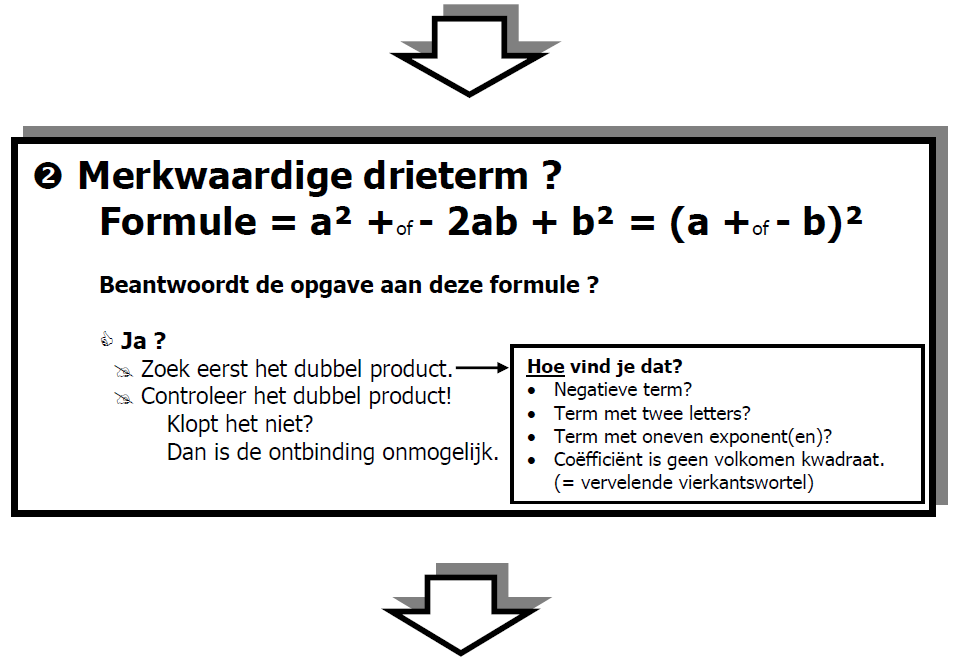 ❷ Merkwaardige drieterm ?
Formule = a² +of - 2ab + b² = (a +of - b)²
Beantwoordt de opgave aan deze formule ?
Ja ?
Zoek eerst het dubbel product.
Controleer het dubbel product!
Klopt het niet?
Dan is de ontbinding onmogelijk.
Hoe vind je dat?
• Negatieve term?
• Term met twee letters?
• Term met oneven exponent(en)?
• Coëfficiënt is geen volkomen kwadraat.
(= vervelende vierkantswortel)